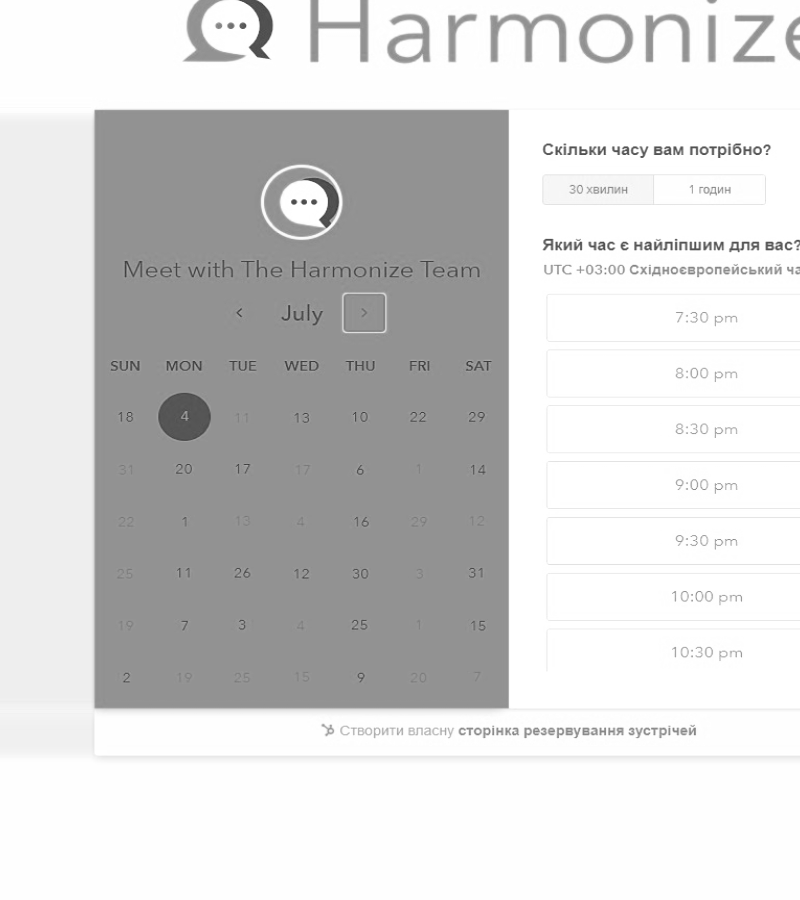 Harmonize
Meet with The Harmonize Team
July
SUN MON TUE WED THU FRI SAT
18 4 11 13 10 22 29
31 20 17 17 6 1 14
22 1 13 4 16 29 12
25 11 26 12 30 3 31
19 7 3 4 25 1 15
2 19 25 15 9 20 7
Скільки часу вам потрібно?
30 хвилин 1 годин
Який час є найліпшим для вас?
UTC +03:00 Східноєвропейський ча
7:30 pm
8:00 pm
8:30 pm
9:00 pm
9:30 pm
10:00 pm
10:30 pm
Створити власну сторінка резервування зустрічей